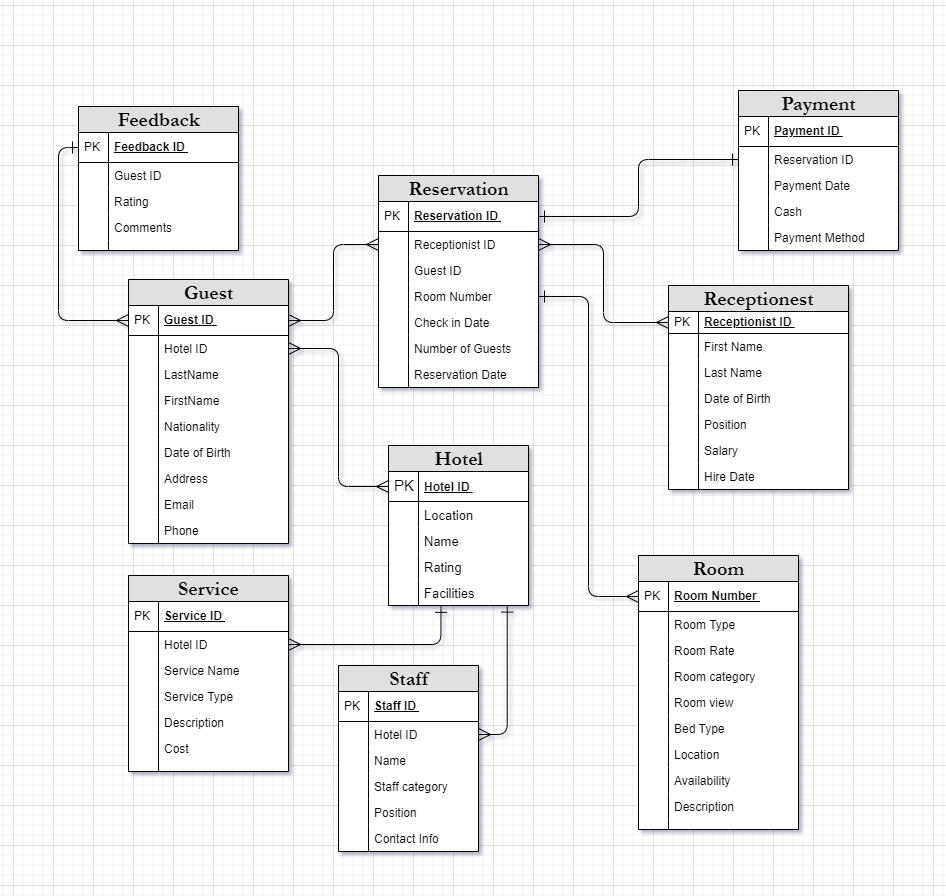 Feedback
PK Feedback ID
Guest ID
Rating
Comments
Payment
PK Payment ID
Reservation ID
Payment Date
Cash
Payment Method
Reservation
PK Reservation ID
Receptionist ID
Guest ID
Room Number
Check in Date
Number of Guests
Reservation Date
Guest
PK Guest ID
Hotel ID
LastName
FirstName
Nationality
Date of Birth
Address
Email
Phone
Receptionest
PK Receptionist ID
First Name
Last Name
Date of Birth
Position
Salary
Hire Date
Hotel
PK Hotel ID
Location
Name
Rating
Facilities
Service
PK Service ID
Hotel ID
Service Name
Service Type
Description
Cost
Staff
PK Staff ID
Hotel ID
Name
Staff category
Position
Contact Info
Room
PK Room Number
Room Type
Room Rate
Room category
Room view
Bed Type
Location
Availability
Description